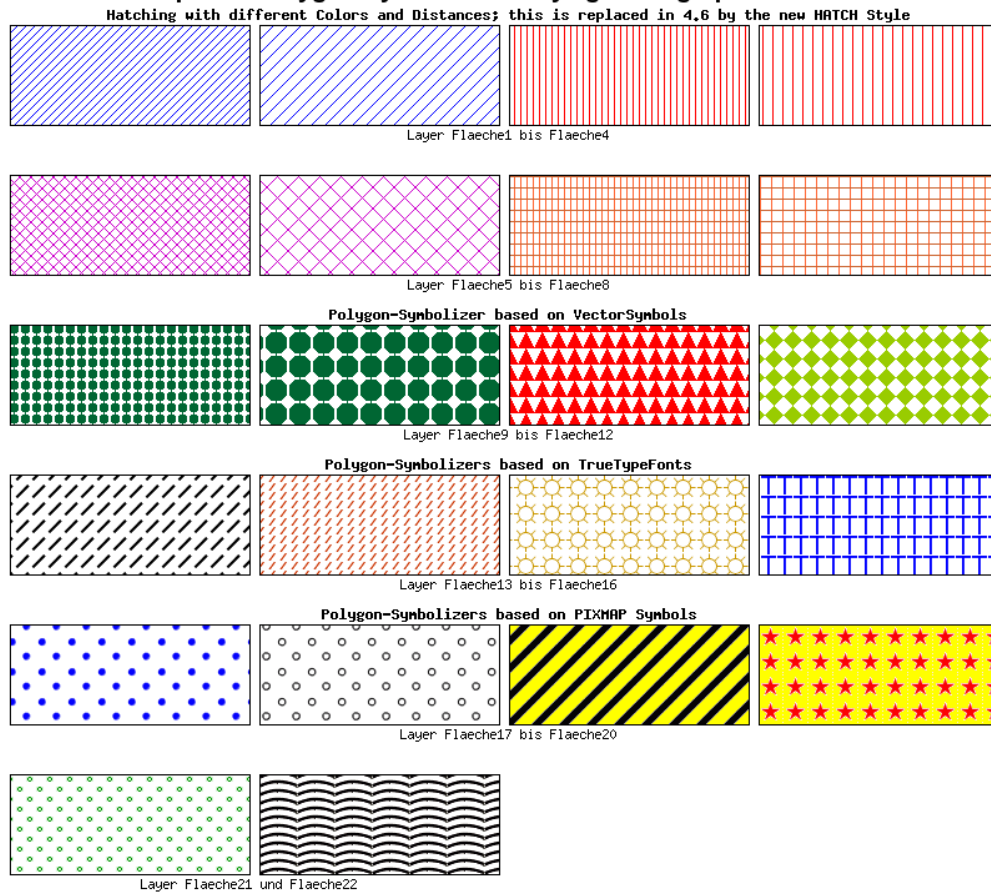 Hatching with different Colors and Distances; this is replaced in 4.6 by the new HATCH Style
Layer Flaeche1 bis Flaeche4
Layer Flaeche5 bis Flaeche8
Polygon-Symbolizer based on VectorSymbols
Layer Flaeche9 bis Flaeche12
Polygon-Symbolizers based on TrueTypeFonts
Layer Flaeche13 bis Flaeche16
Polygon-Symbolizers based on PIXMAP Symbols
Layer Flaeche17 bis Flaeche20
Layer Flaeche21 und Flaeche22